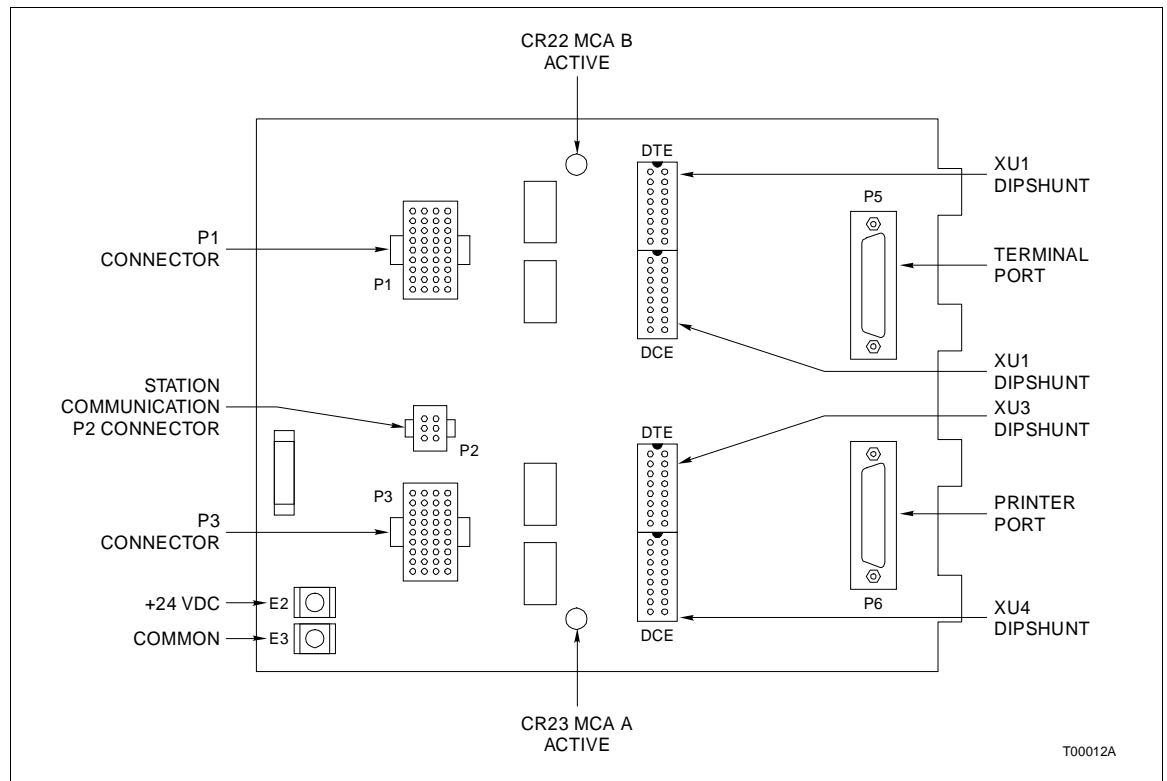 CR22 MCA B
ACTIVE
DTE
XU1
DIPSHUNT
P5
P1
CONNECTOR
P1
TERMINAL
PORT
DCE
XU1
DIPSHUNT
STATION
COMMUNICATION
P2 CONNECTOR
P2
DTE
XU3
DIPSHUNT
P3
P3
CONNECTOR
PRINTER
PORT
+24 VDC
E2
P6
COMMON
E3
DCE
XU4
DIPSHUNT
CR23 MCA A
ACTIVE
T00012A